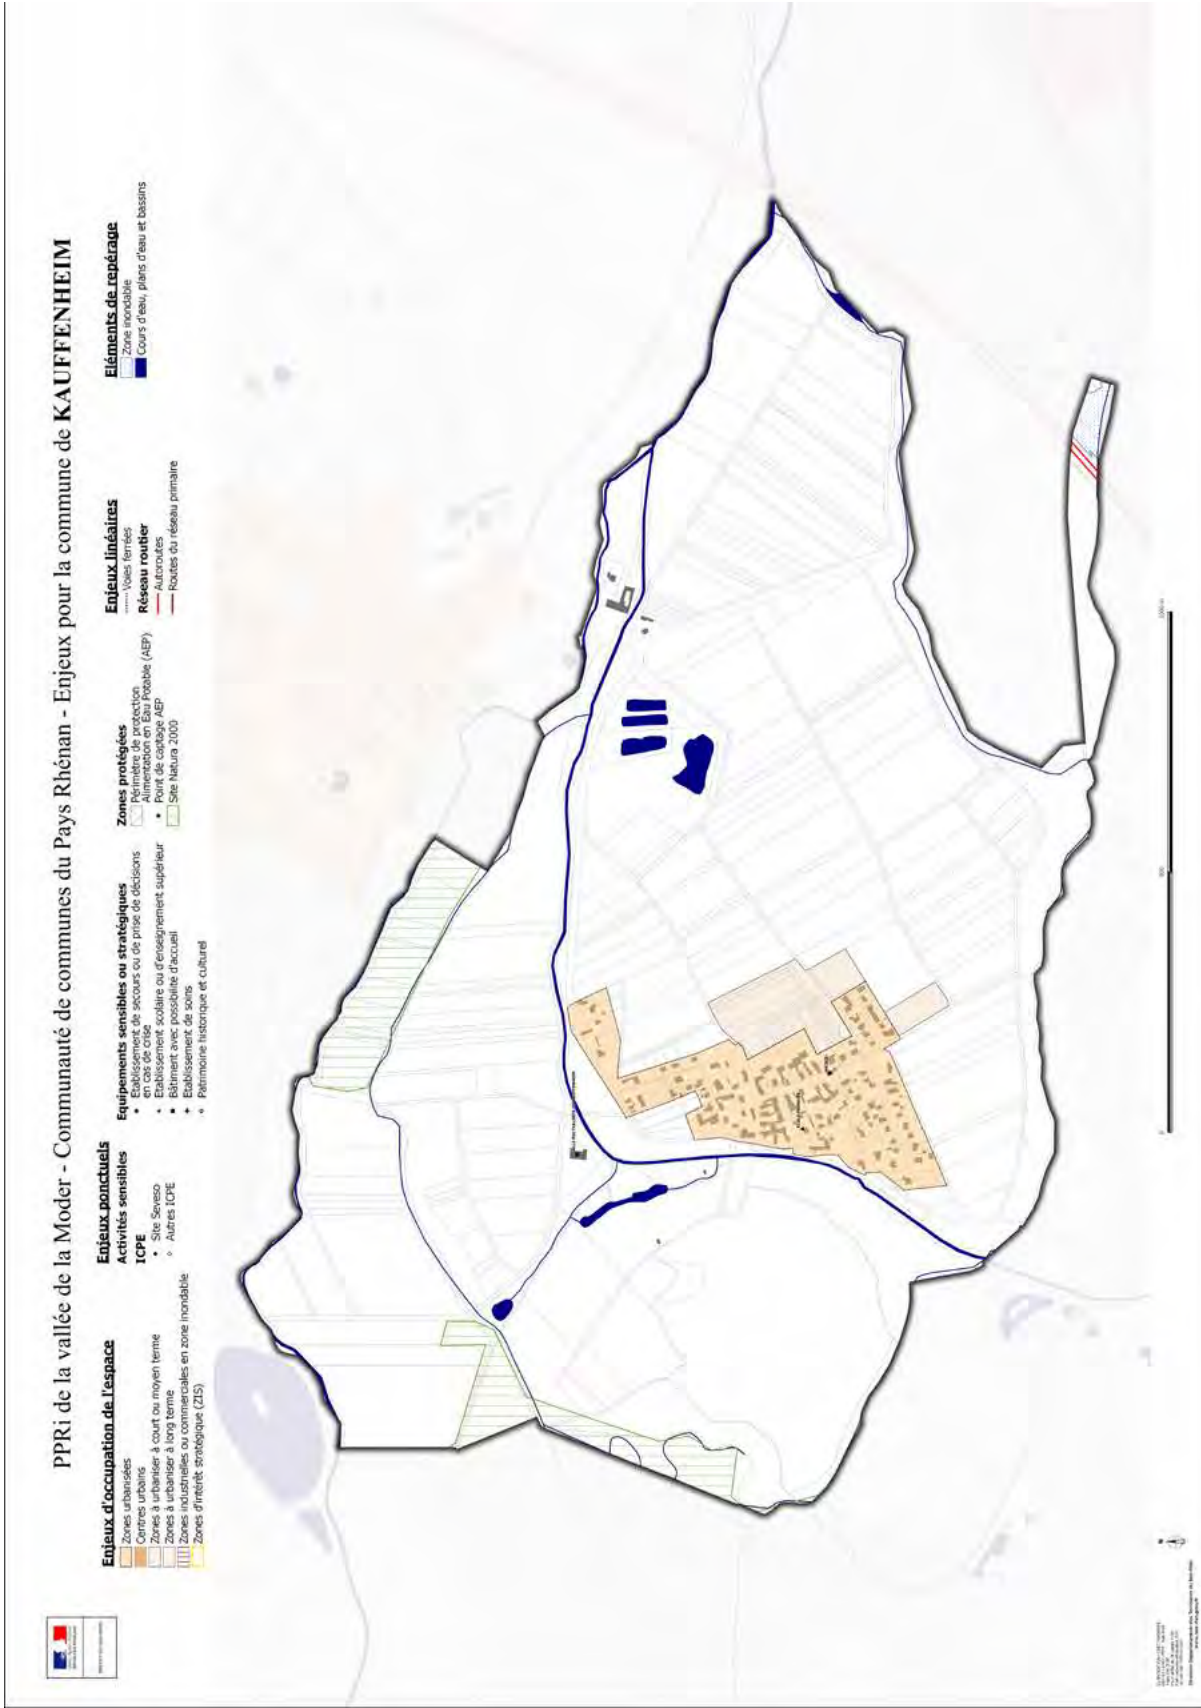 PPRi de la vallée de la Moder - Communauté de communes du Pays Rhénan - Enjeux pour la commune de KAUFFENHEIM
Enjeux d'occupation de l'espace
Zones urbanisées
Centres urbains
Zones à urbaniser à court ou moyen terme
Zones à urbaniser à long terme
Zones industrielles ou commerciales en zone inondable
Zones d'intérêt stratégique (ZIS)
Enjeux ponctuels
Activités sensibles
ICPE
Site Seveso
Autres ICPE
Equipements sensibles ou stratégiques
Etablissement de secours ou de prise de décisions
en cas de crise
Etablissement scolaire ou d'enseignement supérieur
Bâtiment avec possibilité d'accueil
Etablissement de soins
Patrimoine historique et culturel
Zones protégées
Périmètre de protection
Alimentation en Eau Potable (AEP)
Point de captage AEP
Site Natura 2000
Enjeux linéaires
Voies ferrées
Réseau routier
Autoroutes
Routes du réseau primaire
Eléments de repérage
Zone inondable
Cours d'eau, plans d'eau et bassins